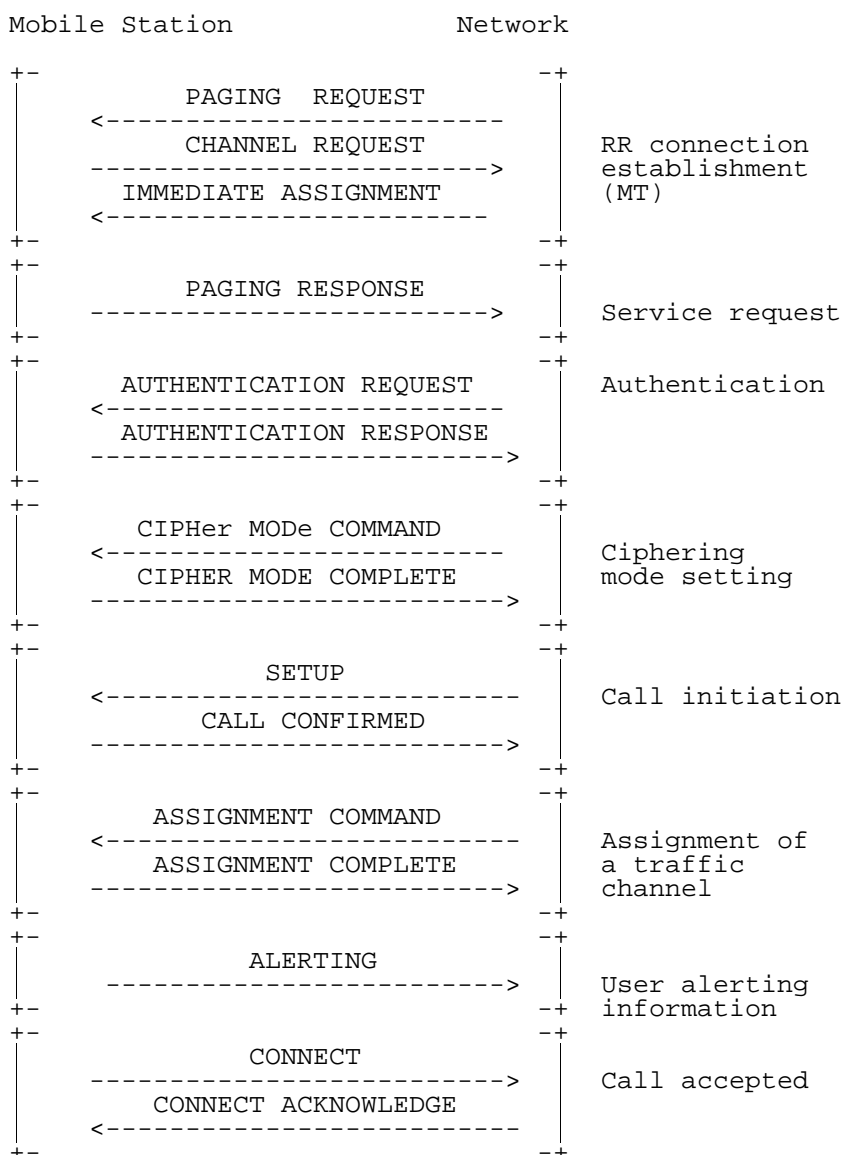 Mobile Station Network
+- -+
PAGING REQUEST
<-------------------------
CHANNEL REQUEST RR connection
-------------------------> establishment
IMMEDIATE ASSIGNMENT (MT)
<------------------------
+- -+
+- -+
PAGING RESPONSE
-------------------------> Service request
+- -+
+- -+
AUTHENTICATION REQUEST Authentication
<-------------------------
AUTHENTICATION RESPONSE
-------------------------->
+- -+
+- -+
CIPHer MODe COMMAND
<------------------------- Ciphering
CIPHER MODE COMPLETE mode setting
-------------------------->
+- -+
+- -+
SETUP
<-------------------------- Call initiation
CALL CONFIRMED
-------------------------->
+- -+
+- -+
ASSIGNMENT COMMAND
<-------------------------- Assignment of
ASSIGNMENT COMPLETE a traffic
--------------------------> channel
+- -+
+- -+
ALERTING
-------------------------> User alerting
+- -+ information
+- -+
CONNECT
--------------------------> Call accepted
CONNECT ACKNOWLEDGE
<--------------------------
+- -+